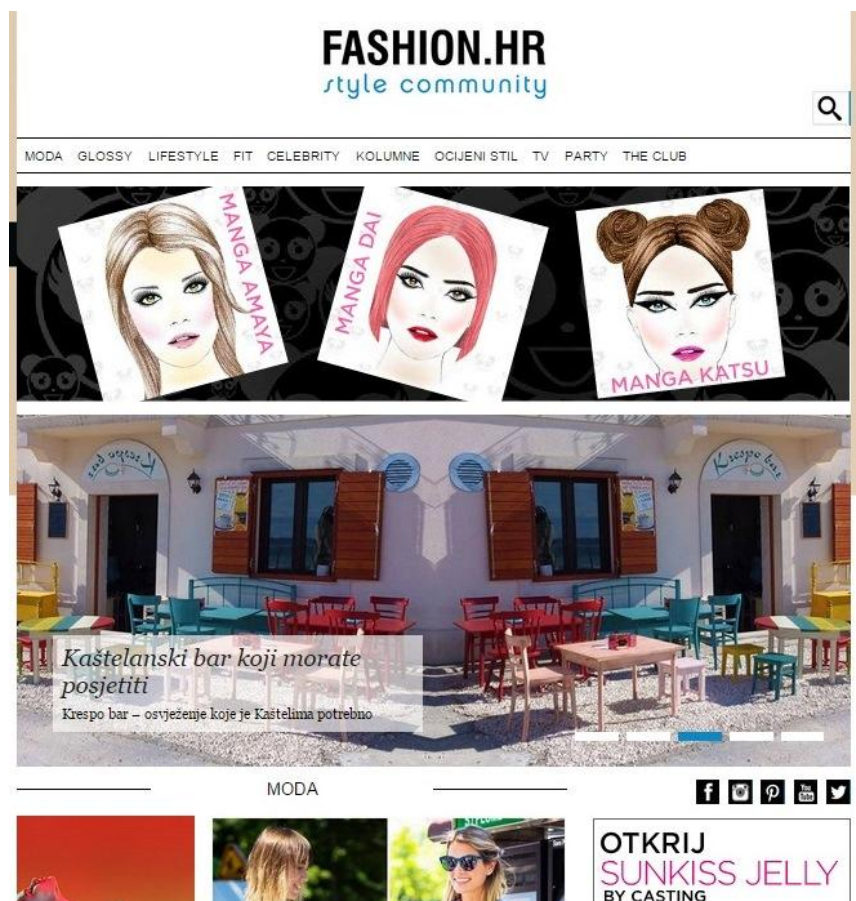 FASHION.HR
style community
MODA GLOSSY LIFESTYLE FIT CELEBRITY KOLUMNE OCIJENI STIL TV PARTY THE CLUB
MANGA AMAYA
MANGA DAI
MANGA KATSU
Krespo bar
Krespo bar
Kaštelanski bar koji morate
posjetiti
Krespo bar – osvježenje koje je Kaštelima potrebno
MODA
You
Tube
OTKRIJ
SUNKISS JELLY
BY CASTING